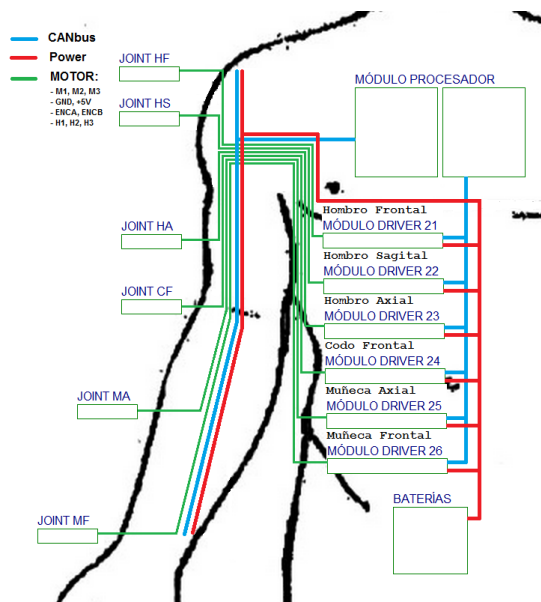 CANbus
Power
MOTOR:
- M1, M2, M3
- GND, +5V
- ENCA, ENCB
- H1, H2, H3
JOINT HF
JOINT HS
JOINT HA
JOINT CF
JOINT MA
JOINT MF
MÓDULO PROCESADOR
Hombro Frontal
MÓDULO DRIVER 21
Hombro Sagital
MÓDULO DRIVER 22
Hombro Axial
MÓDULO DRIVER 23
Codo Frontal
MÓDULO DRIVER 24
Muñeca Axial
MÓDULO DRIVER 25
Muñeca Frontal
MÓDULO DRIVER 26
BATERÌAS